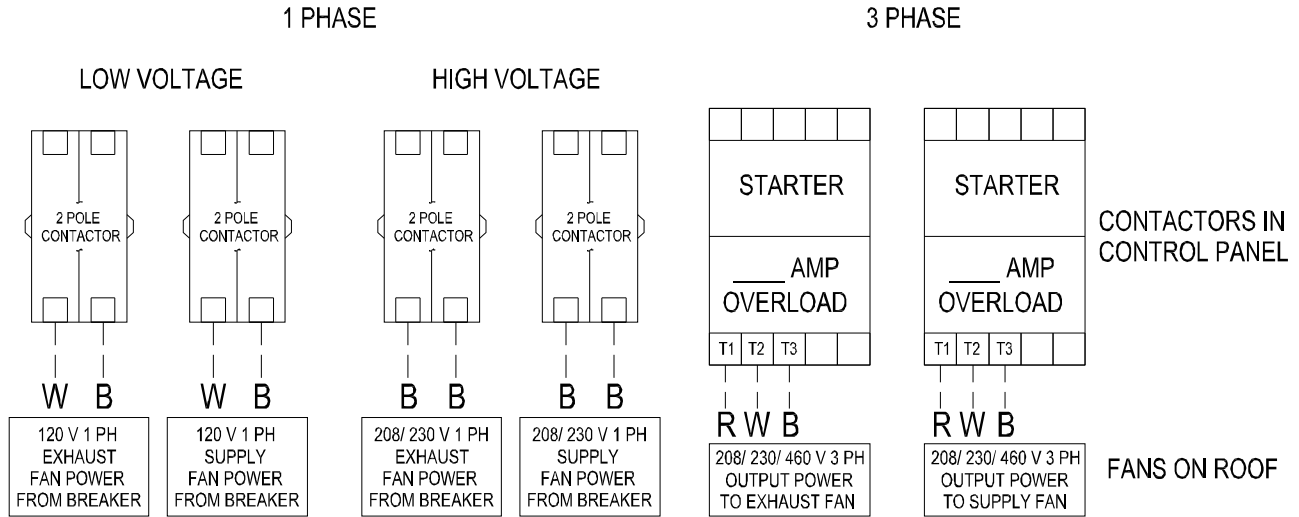 1 PHASE
3 PHASE
LOW VOLTAGE
HIGH VOLTAGE
2 POLE
CONTACTOR
2 POLE
CONTACTOR
2 POLE
CONTACTOR
2 POLE
CONTACTOR
STARTER
____ AMP
OVERLOAD
T1 T2 T3
STARTER
____ AMP
OVERLOAD
T1 T2 T3
CONTACTORS IN
CONTROL PANEL
W B
W B
B B
B B
R W B
R W B
120 V 1 PH
EXHAUST
FAN POWER
FROM BREAKER
120 V 1 PH
SUPPLY
FAN POWER
FROM BREAKER
208/ 230 V 1 PH
EXHAUST
FAN POWER
FROM BREAKER
208/ 230 V 1 PH
SUPPLY
FAN POWER
FROM BREAKER
208/ 230/ 460 V 3 PH
OUTPUT POWER
TO EXHAUST FAN
208/ 230/ 460 V 3 PH
OUTPUT POWER
TO SUPPLY FAN
FANS ON ROOF